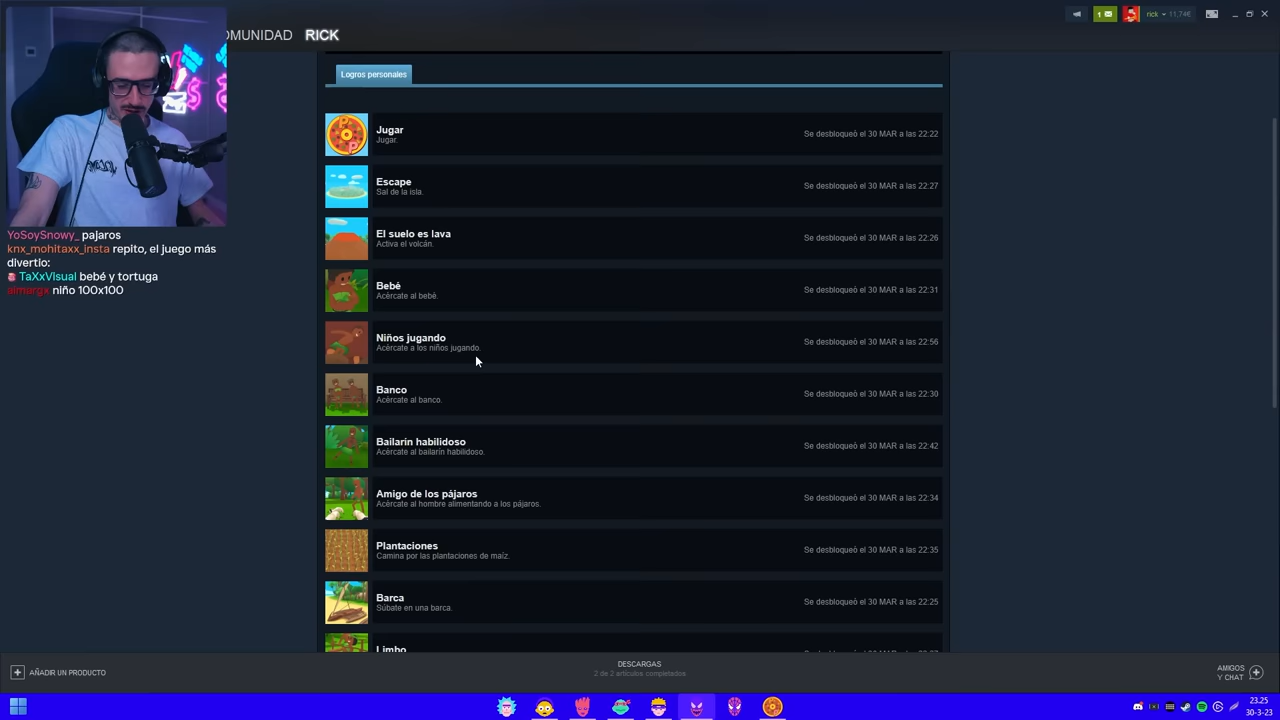 OMUNIDAD RICK
1 rick 11,74€
YoSoySnowy_ pajaros
knx_mohitaxx_insta repito, el juego más
divertio:
TaXxVisual bebé y tortuga
aimargx niño 100x100
Logros personales
Jugar
Jugar.
Se desbloqueó el 30 MAR a las 22:22
Escape
Sal de la isla.
Se desbloqueó el 30 MAR a las 22:27
El suelo es lava
Activa el volcán.
Se desbloqueó el 30 MAR a las 22:26
Bebé
Acércate al bebé.
Se desbloqueó el 30 MAR a las 22:31
Niños jugando
Acércate a los niños jugando.
Se desbloqueó el 30 MAR a las 22:56
Banco
Acércate al banco.
Se desbloqueó el 30 MAR a las 22:30
Bailarín habilidoso
Acércate al bailarín habilidoso.
Se desbloqueó el 30 MAR a las 22:42
Amigo de los pájaros
Acércate al hombre alimentando a los pájaros.
Se desbloqueó el 30 MAR a las 22:34
Plantaciones
Camina por las plantaciones de maíz.
Se desbloqueó el 30 MAR a las 22:35
Barca
Súbate en una barca.
Se desbloqueó el 30 MAR a las 22:25
Limbo
AÑADIR UN PRODUCTO
DESCARGAS
2 de 2 artículos completados
AMIGOS
Y CHAT
23.25
30-3-23